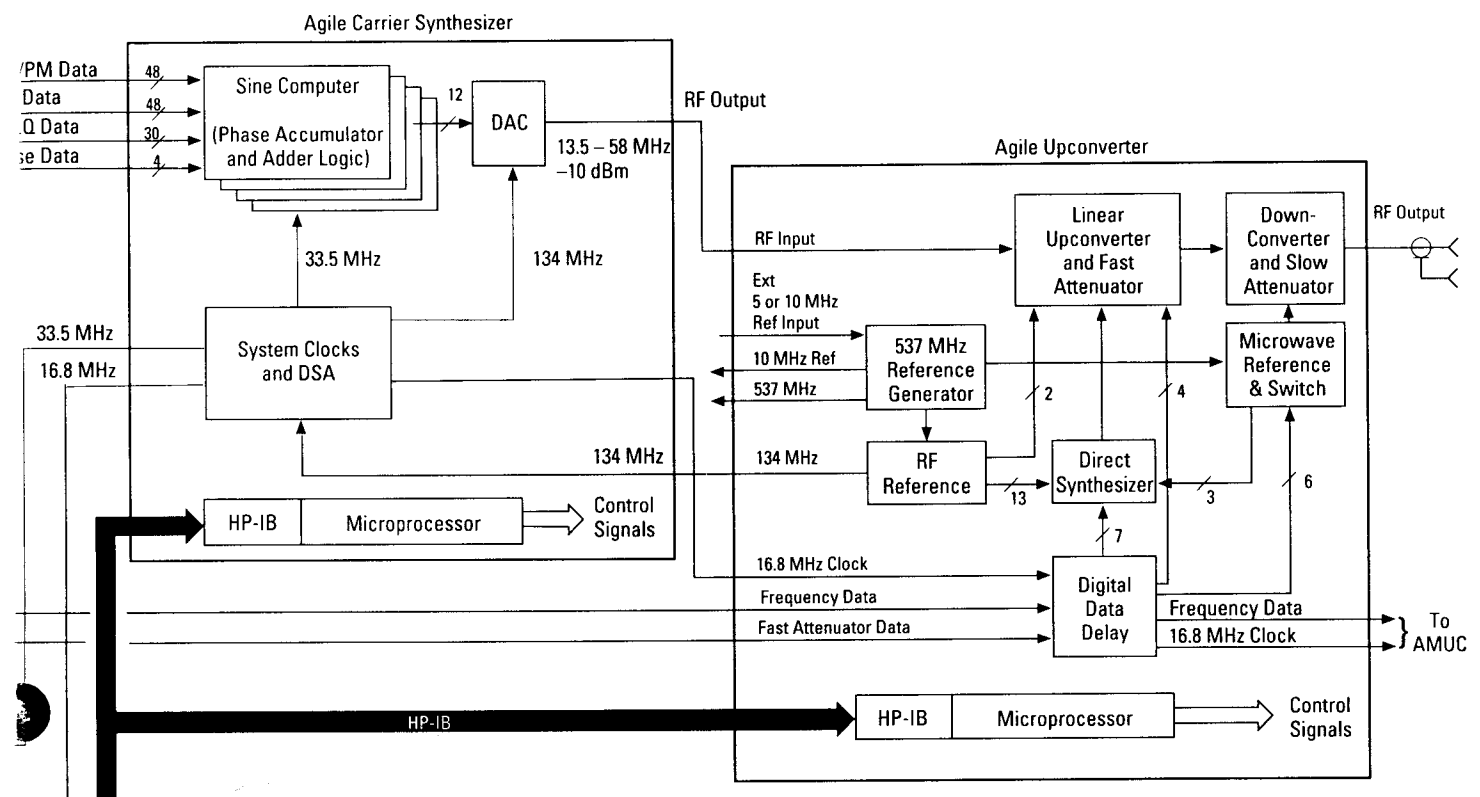 Agile Carrier Synthesizer
/PM Data
48
Data
48
Q Data
30
se Data
4
Sine Computer
(Phase Accumulator
and Adder Logic)
12
DAC
RF Output
13.5 – 58 MHz
–10 dBm
33.5 MHz
134 MHz
33.5 MHz
16.8 MHz
System Clocks
and DSA
134 MHz
HP-IB
Microprocessor
Control
Signals
Agile Upconverter
RF Input
Linear
Upconverter
and Fast
Attenuator
Down-
Converter
and Slow
Attenuator
RF Output
Ext
5 or 10 MHz
Ref Input
10 MHz Ref
537 MHz
537 MHz
Reference
Generator
Microwave
Reference
& Switch
2
4
134 MHz
RF
Reference
13
Direct
Synthesizer
3
6
7
16.8 MHz Clock
Frequency Data
Fast Attenuator Data
Digital
Data
Delay
Frequency Data
16.8 MHz Clock
To
AMUC
HP-IB
HP-IB
Microprocessor
Control
Signals